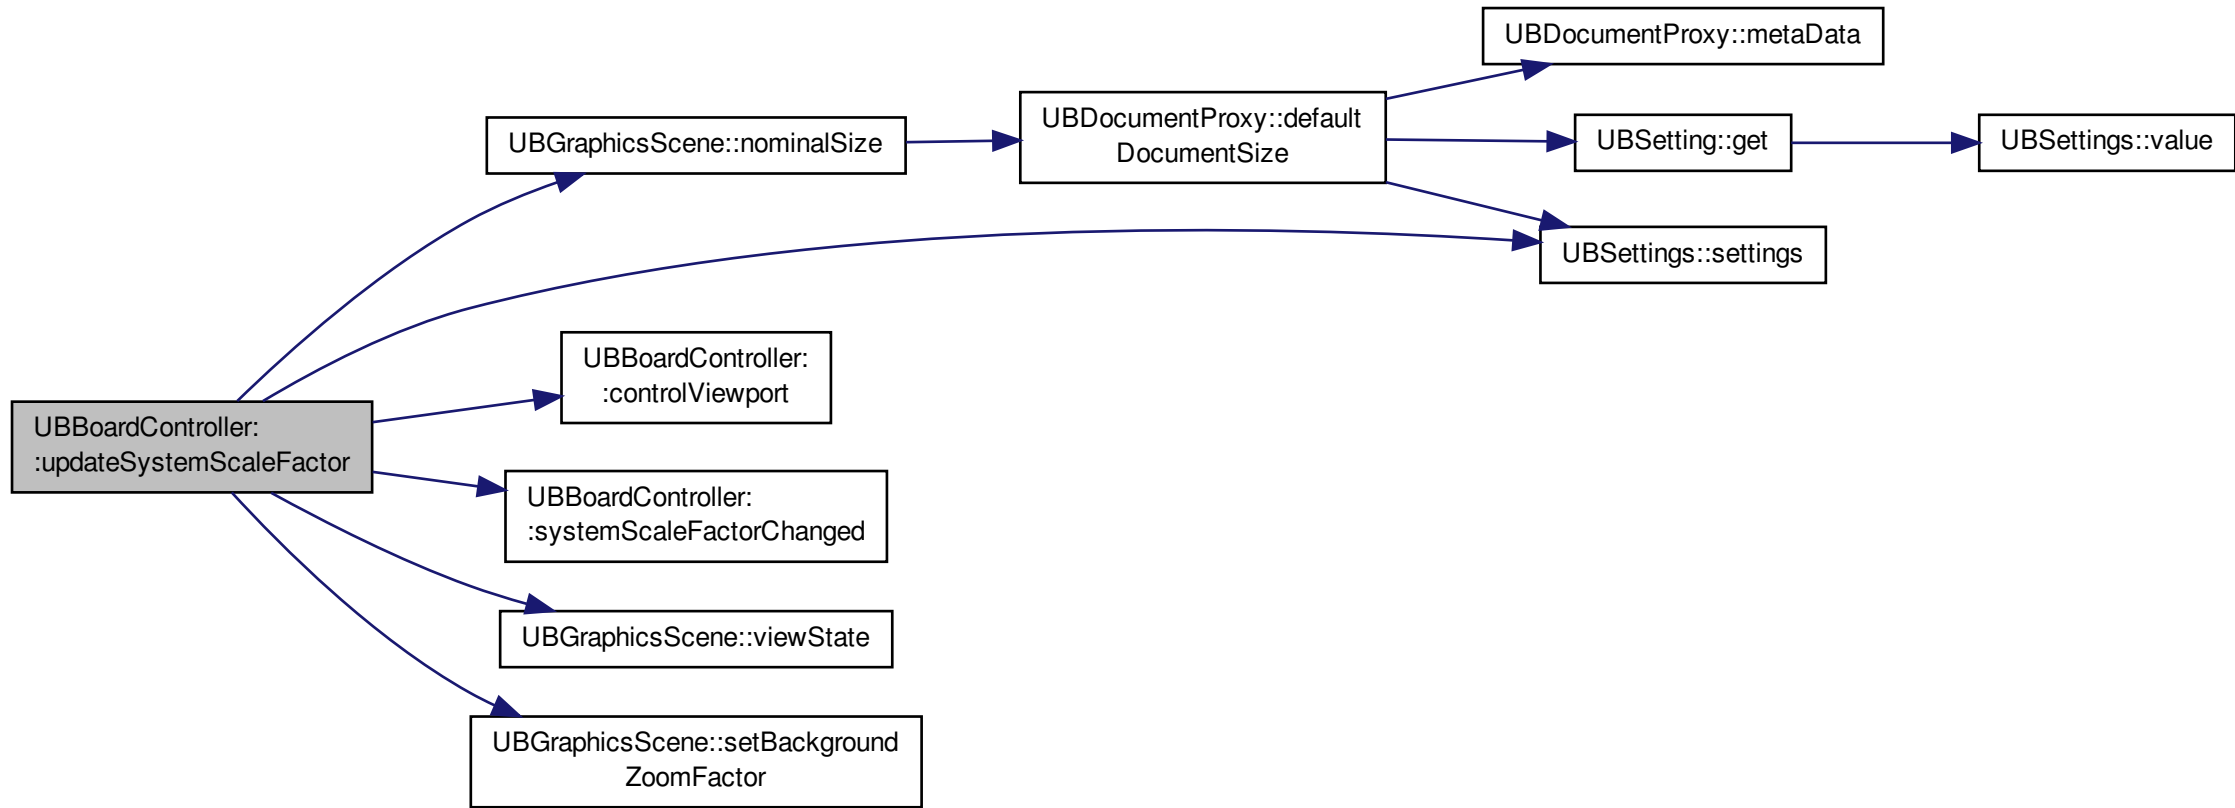 UBDocumentProxy::metaData
UBDocumentProxy::default
DocumentSize
UBGraphicsScene::nominalSize
UBSetting::get
UBSettings::value
UBSettings::settings
UBBoardController:
:controlViewport
UBBoardController:
:updateSystemScaleFactor
UBBoardController:
:systemScaleFactorChanged
UBGraphicsScene::viewState
UBGraphicsScene::setBackground
ZoomFactor